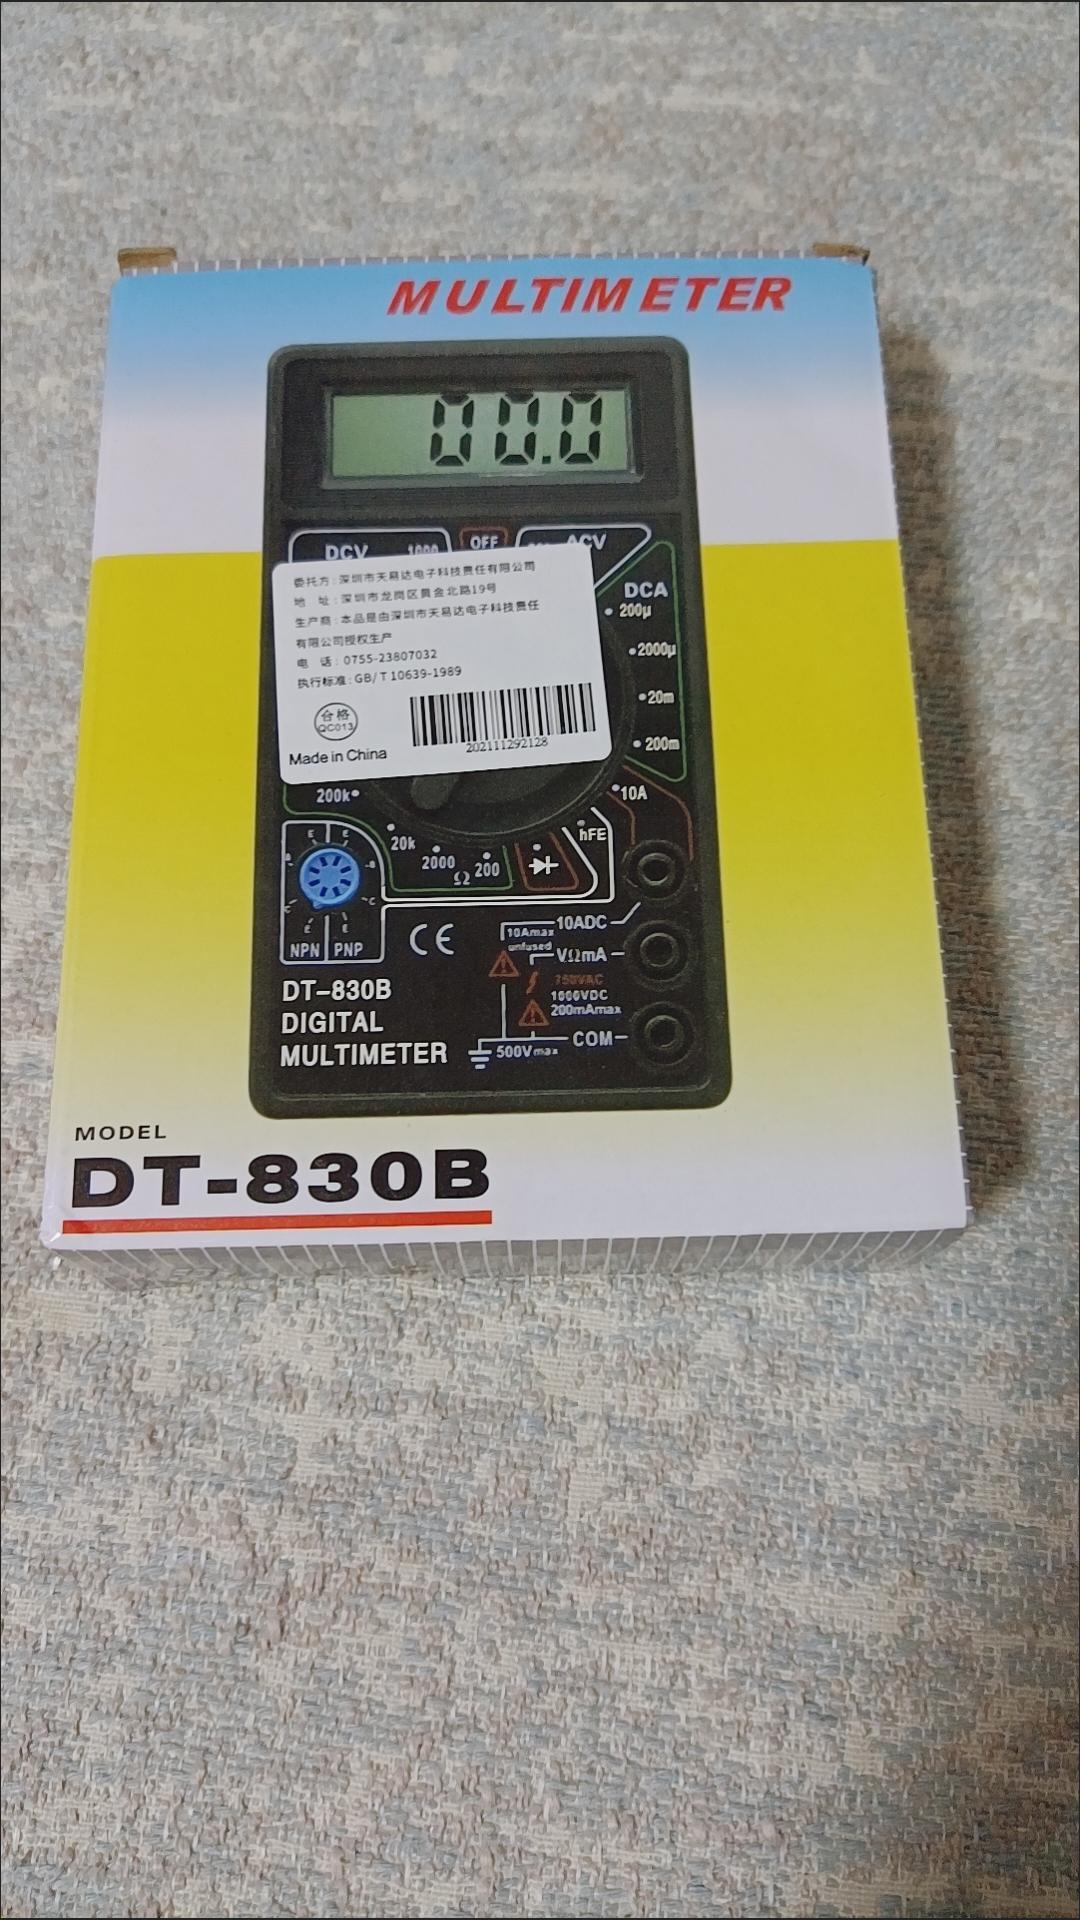 MULTIMETER
00.0
DCV
1000
OFF
ACV
DCA
200µ
2000µ
20m
200m
10A
委托方:深圳市天易达电子科技责任有限公司
地 址:深圳市龙岗区黄金北路19号
生产商:本品是由深圳市天易达电子科技责任
有限公司授权生产
电 话:0755-23807032
执行标准:GB/T 10639-1989
合格
QC013
Made in China
202111292128
200k
20k
2000
Ω
200
hFE
E E
B B
C C
E E
NPN PNP
CE
10ADC
10Amax
unfused
VΩmA
750VAC
1000VDC
200mAmax
COM
500Vmax
DT-830B
DIGITAL
MULTIMETER
MODEL
DT-830B